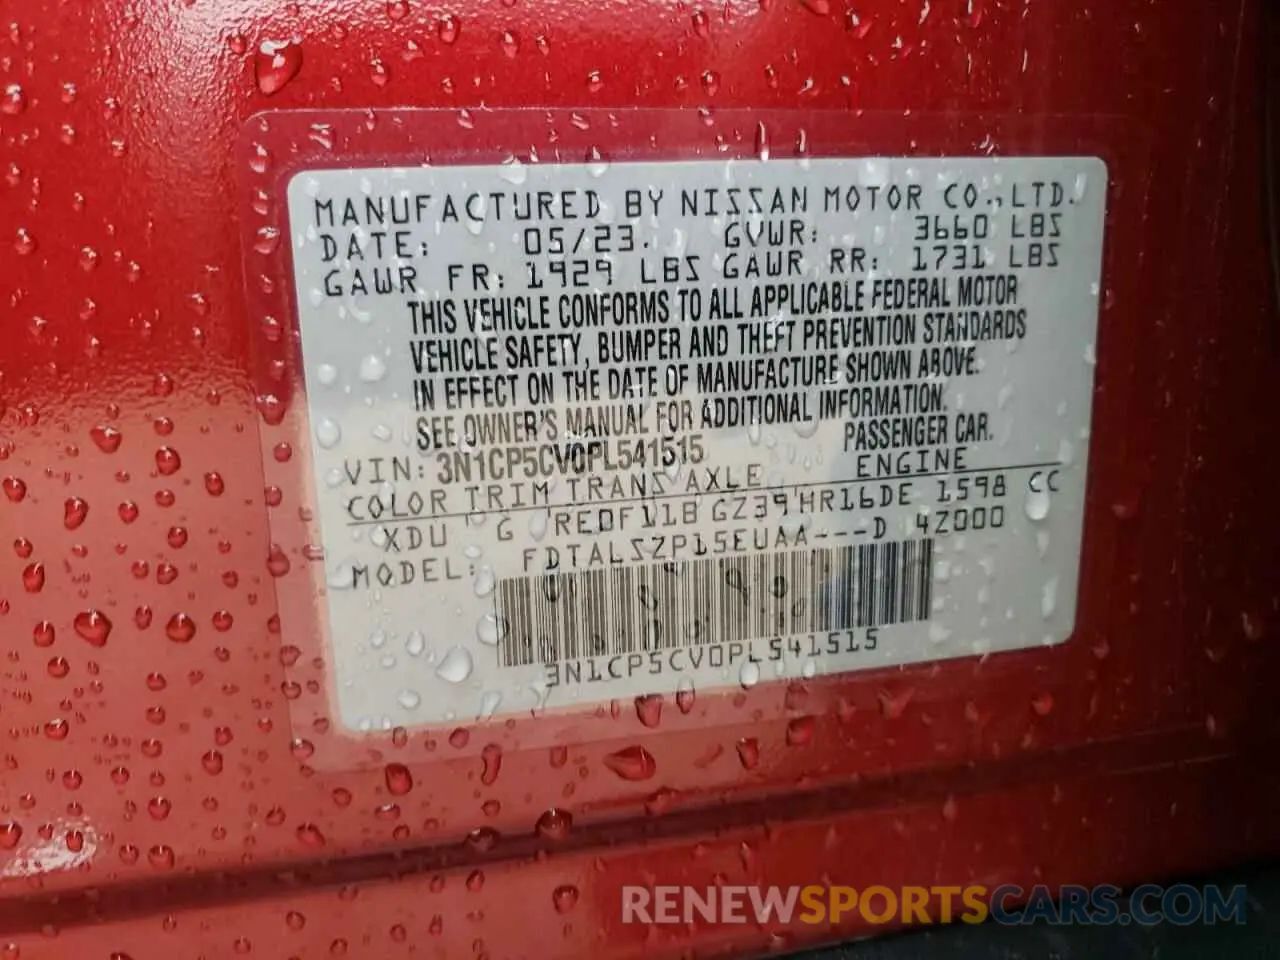 MANUFACTURED BY NISSAN MOTOR CO., LTD.
DATE: 05/23. GVWR: 3660 LBS
GAWR FR: 1929 LBS GAWR RR: 1731 LBS
THIS VEHICLE CONFORMS TO ALL APPLICABLE FEDERAL MOTOR
VEHICLE SAFETY, BUMPER AND THEFT PREVENTION STANDARDS
IN EFFECT ON THE DATE OF MANUFACTURE SHOWN ABOVE.
SEE OWNER'S MANUAL FOR ADDITIONAL INFORMATION.
VIN: 3N1CP5CV0PL541515 PASSENGER CAR.
COLOR TRIM TRANS AXLE ENGINE
XDU G REOF11B GZ39 HR16DE 1598 CC
MODEL: FDTALSZP15EUAA---D 4Z000
3N1CP5CV0PL541515
RENEWSPORTSCARS.COM